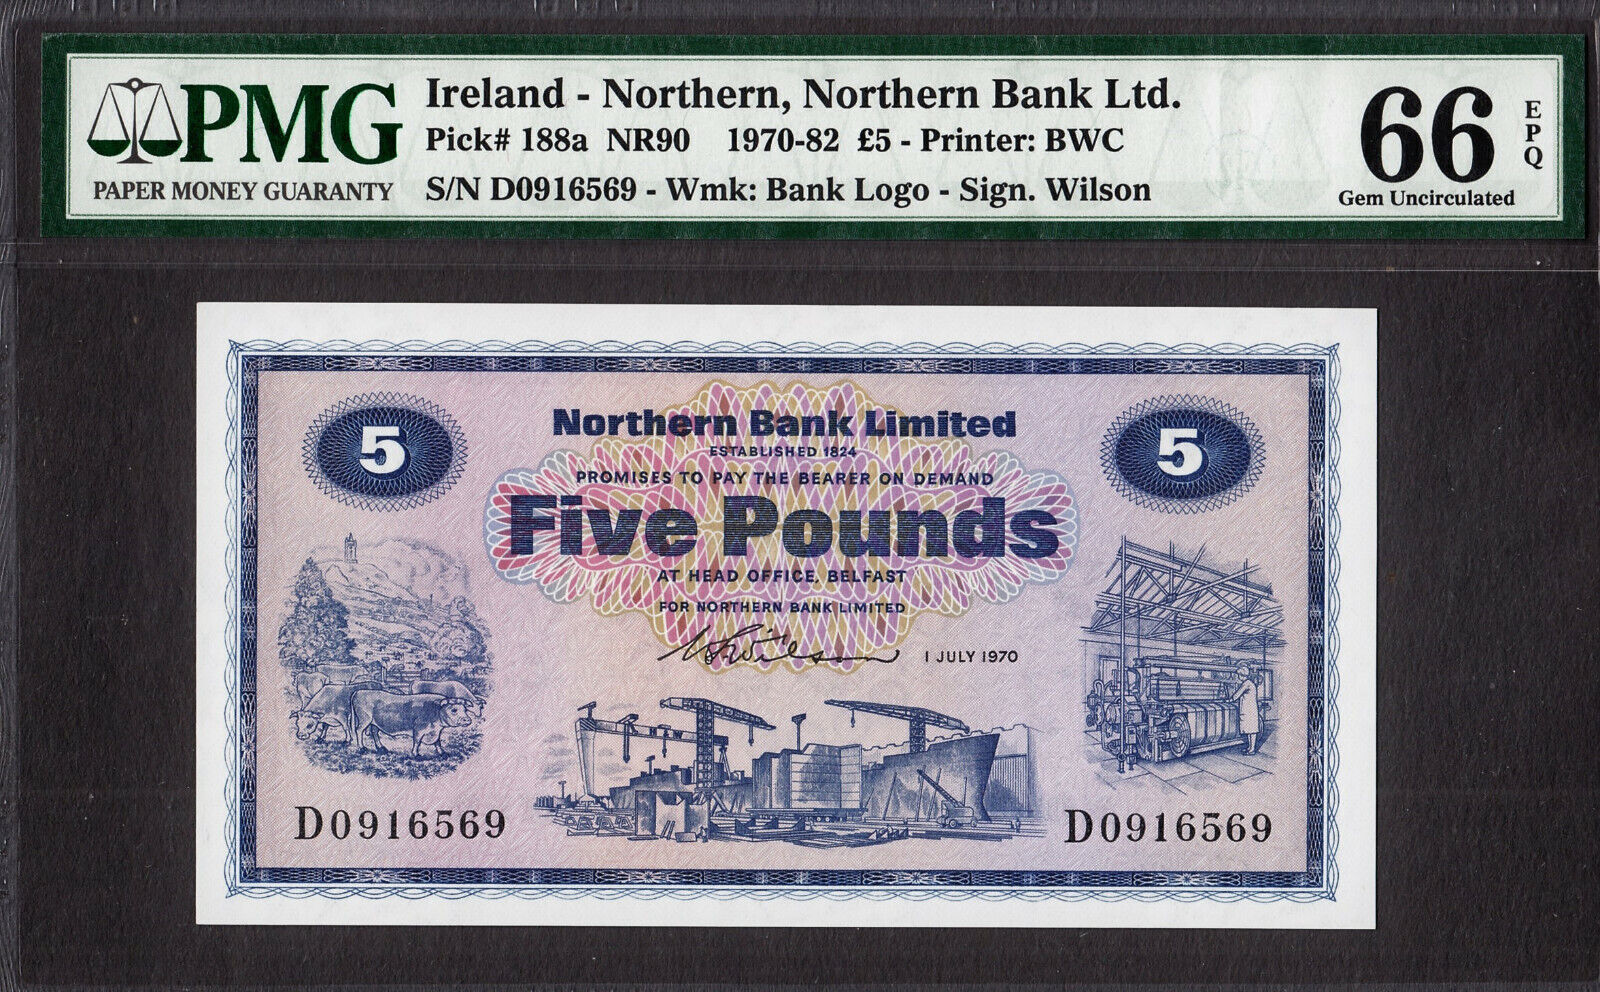 PMG
PAPER MONEY GUARANTY
Ireland - Northern, Northern Bank Ltd.
Pick# 188a NR90 1970-82 £5 - Printer: BWC
S/N D0916569 - Wmk: Bank Logo - Sign. Wilson
66
EPQ
Gem Uncirculated
5
5
Northern Bank Limited
ESTABLISHED 1824
PROMISES TO PAY THE BEARER ON DEMAND
Five Pounds
AT HEAD OFFICE, BELFAST
FOR NORTHERN BANK LIMITED
1 JULY 1970
H&W
D0916569
D0916569